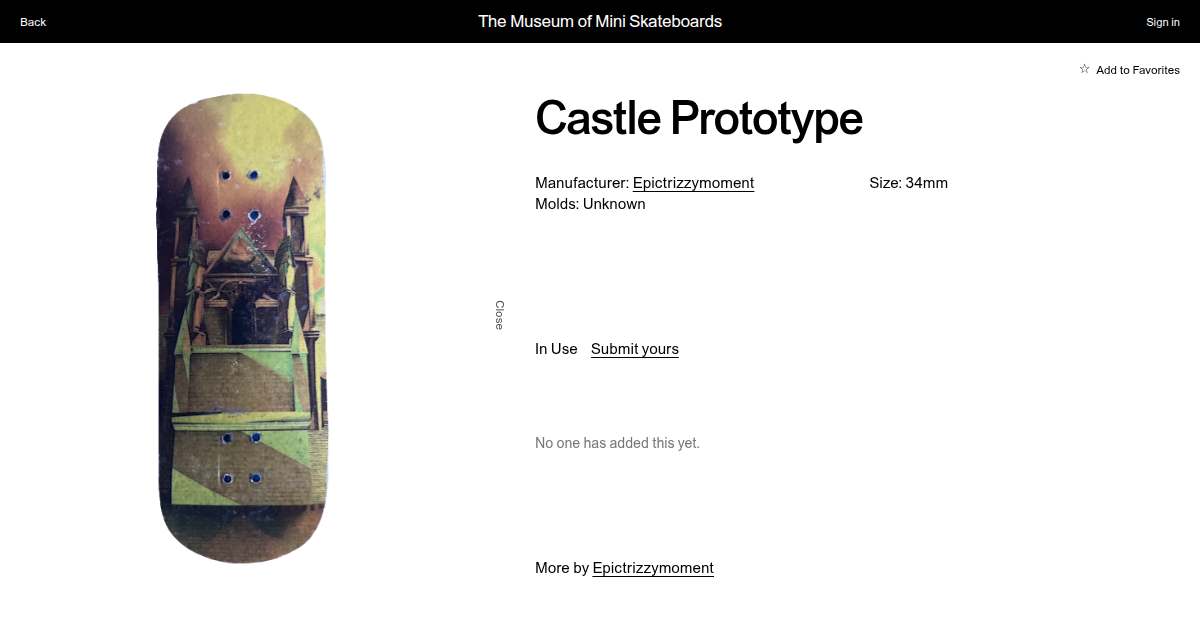 Back
The Museum of Mini Skateboards
Sign in
☆ Add to Favorites
Castle Prototype
Manufacturer: Epictrizzymoment
Size: 34mm
Molds: Unknown
Close
In Use Submit yours
No one has added this yet.
More by Epictrizzymoment